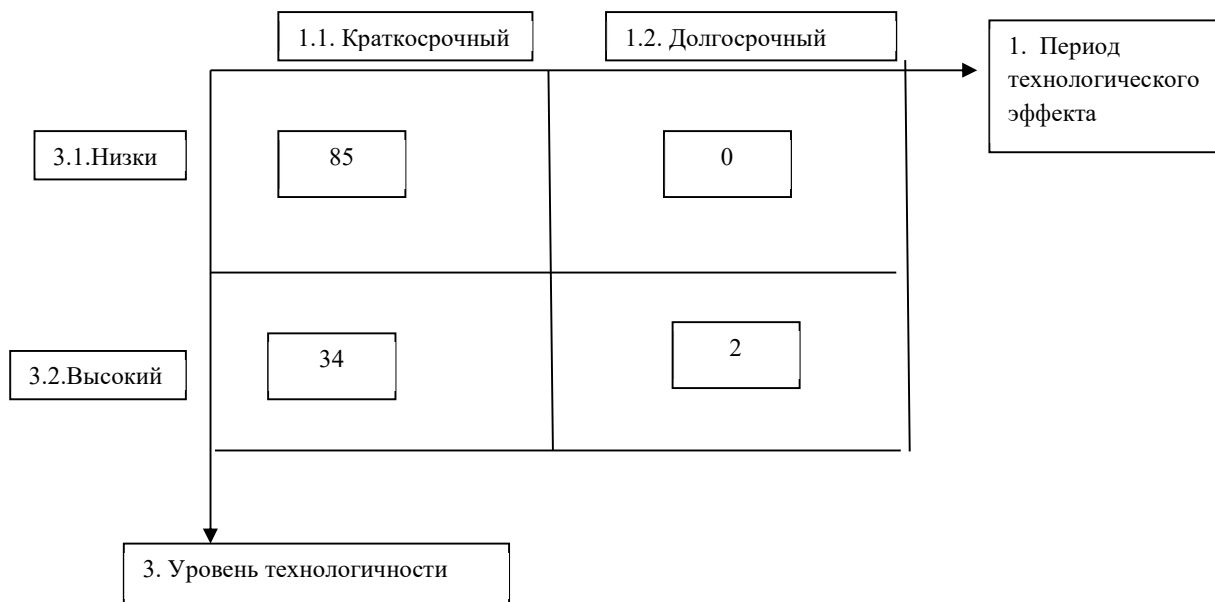 1.1. Краткосрочный
1.2. Долгосрочный
1. Период
технологического
эффекта
3.1.Низки
85
0
3.2.Высокий
34
2
3. Уровень технологичности